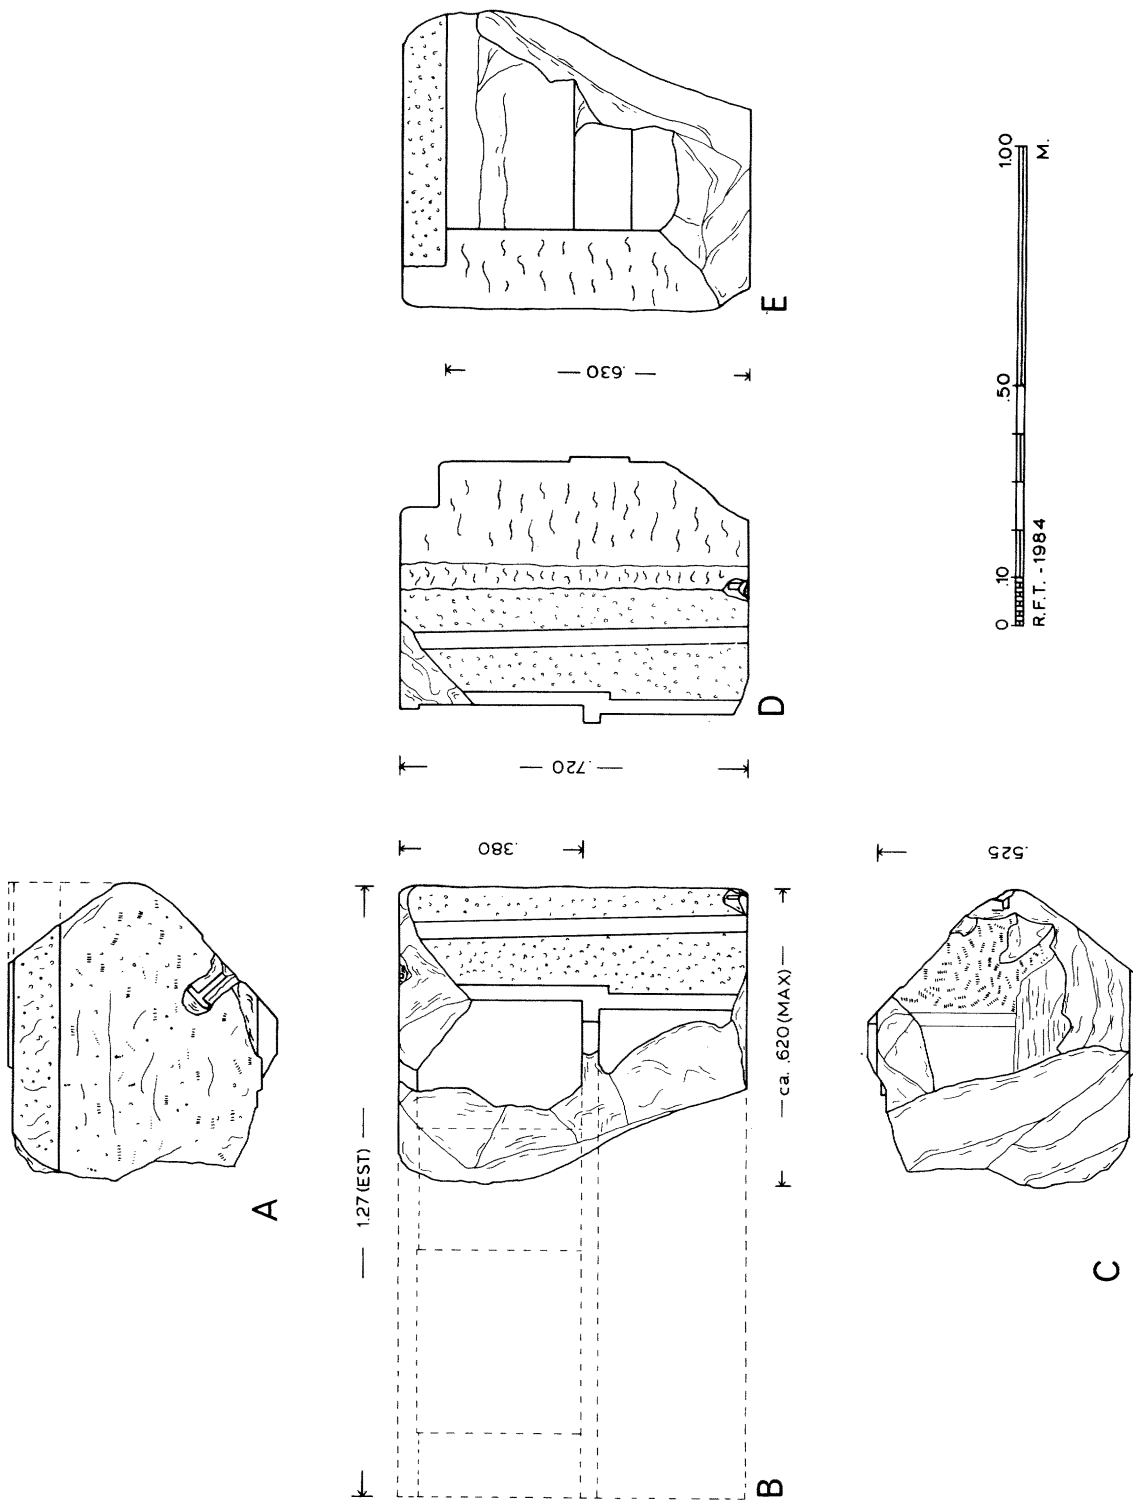 E
.630
0 .10 .50 1.00
R.F.T. - 1984 M.
D
.720
A
.380
1.27 (EST)
ca. .620 (MAX)
B
.525
C